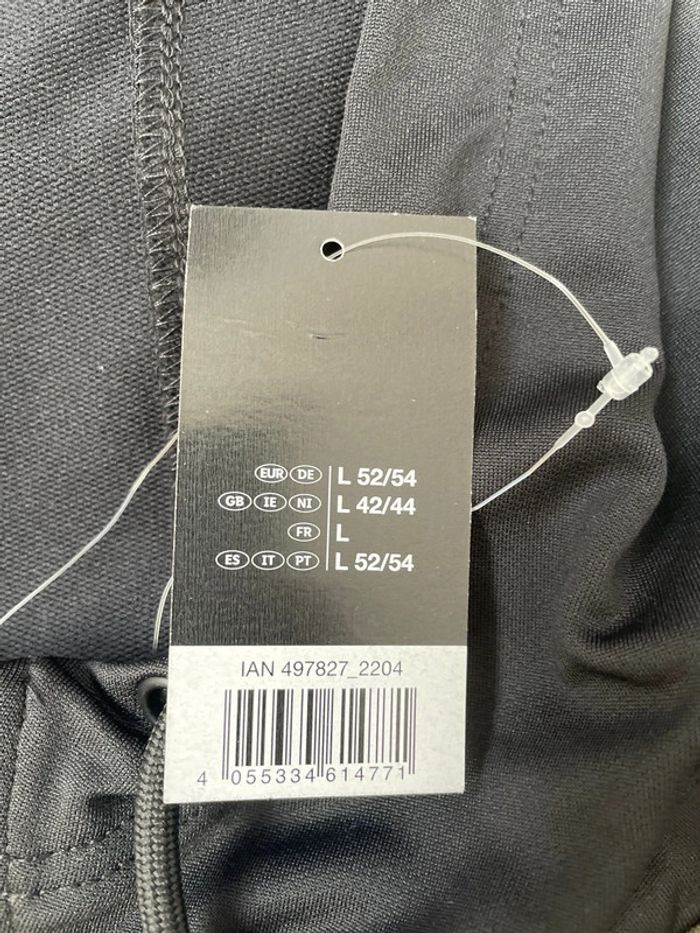 EUR DE L 52/54
GB IE NI L 42/44
FR L
ES IT PT L 52/54
IAN 497827_2204
4 055334 614771